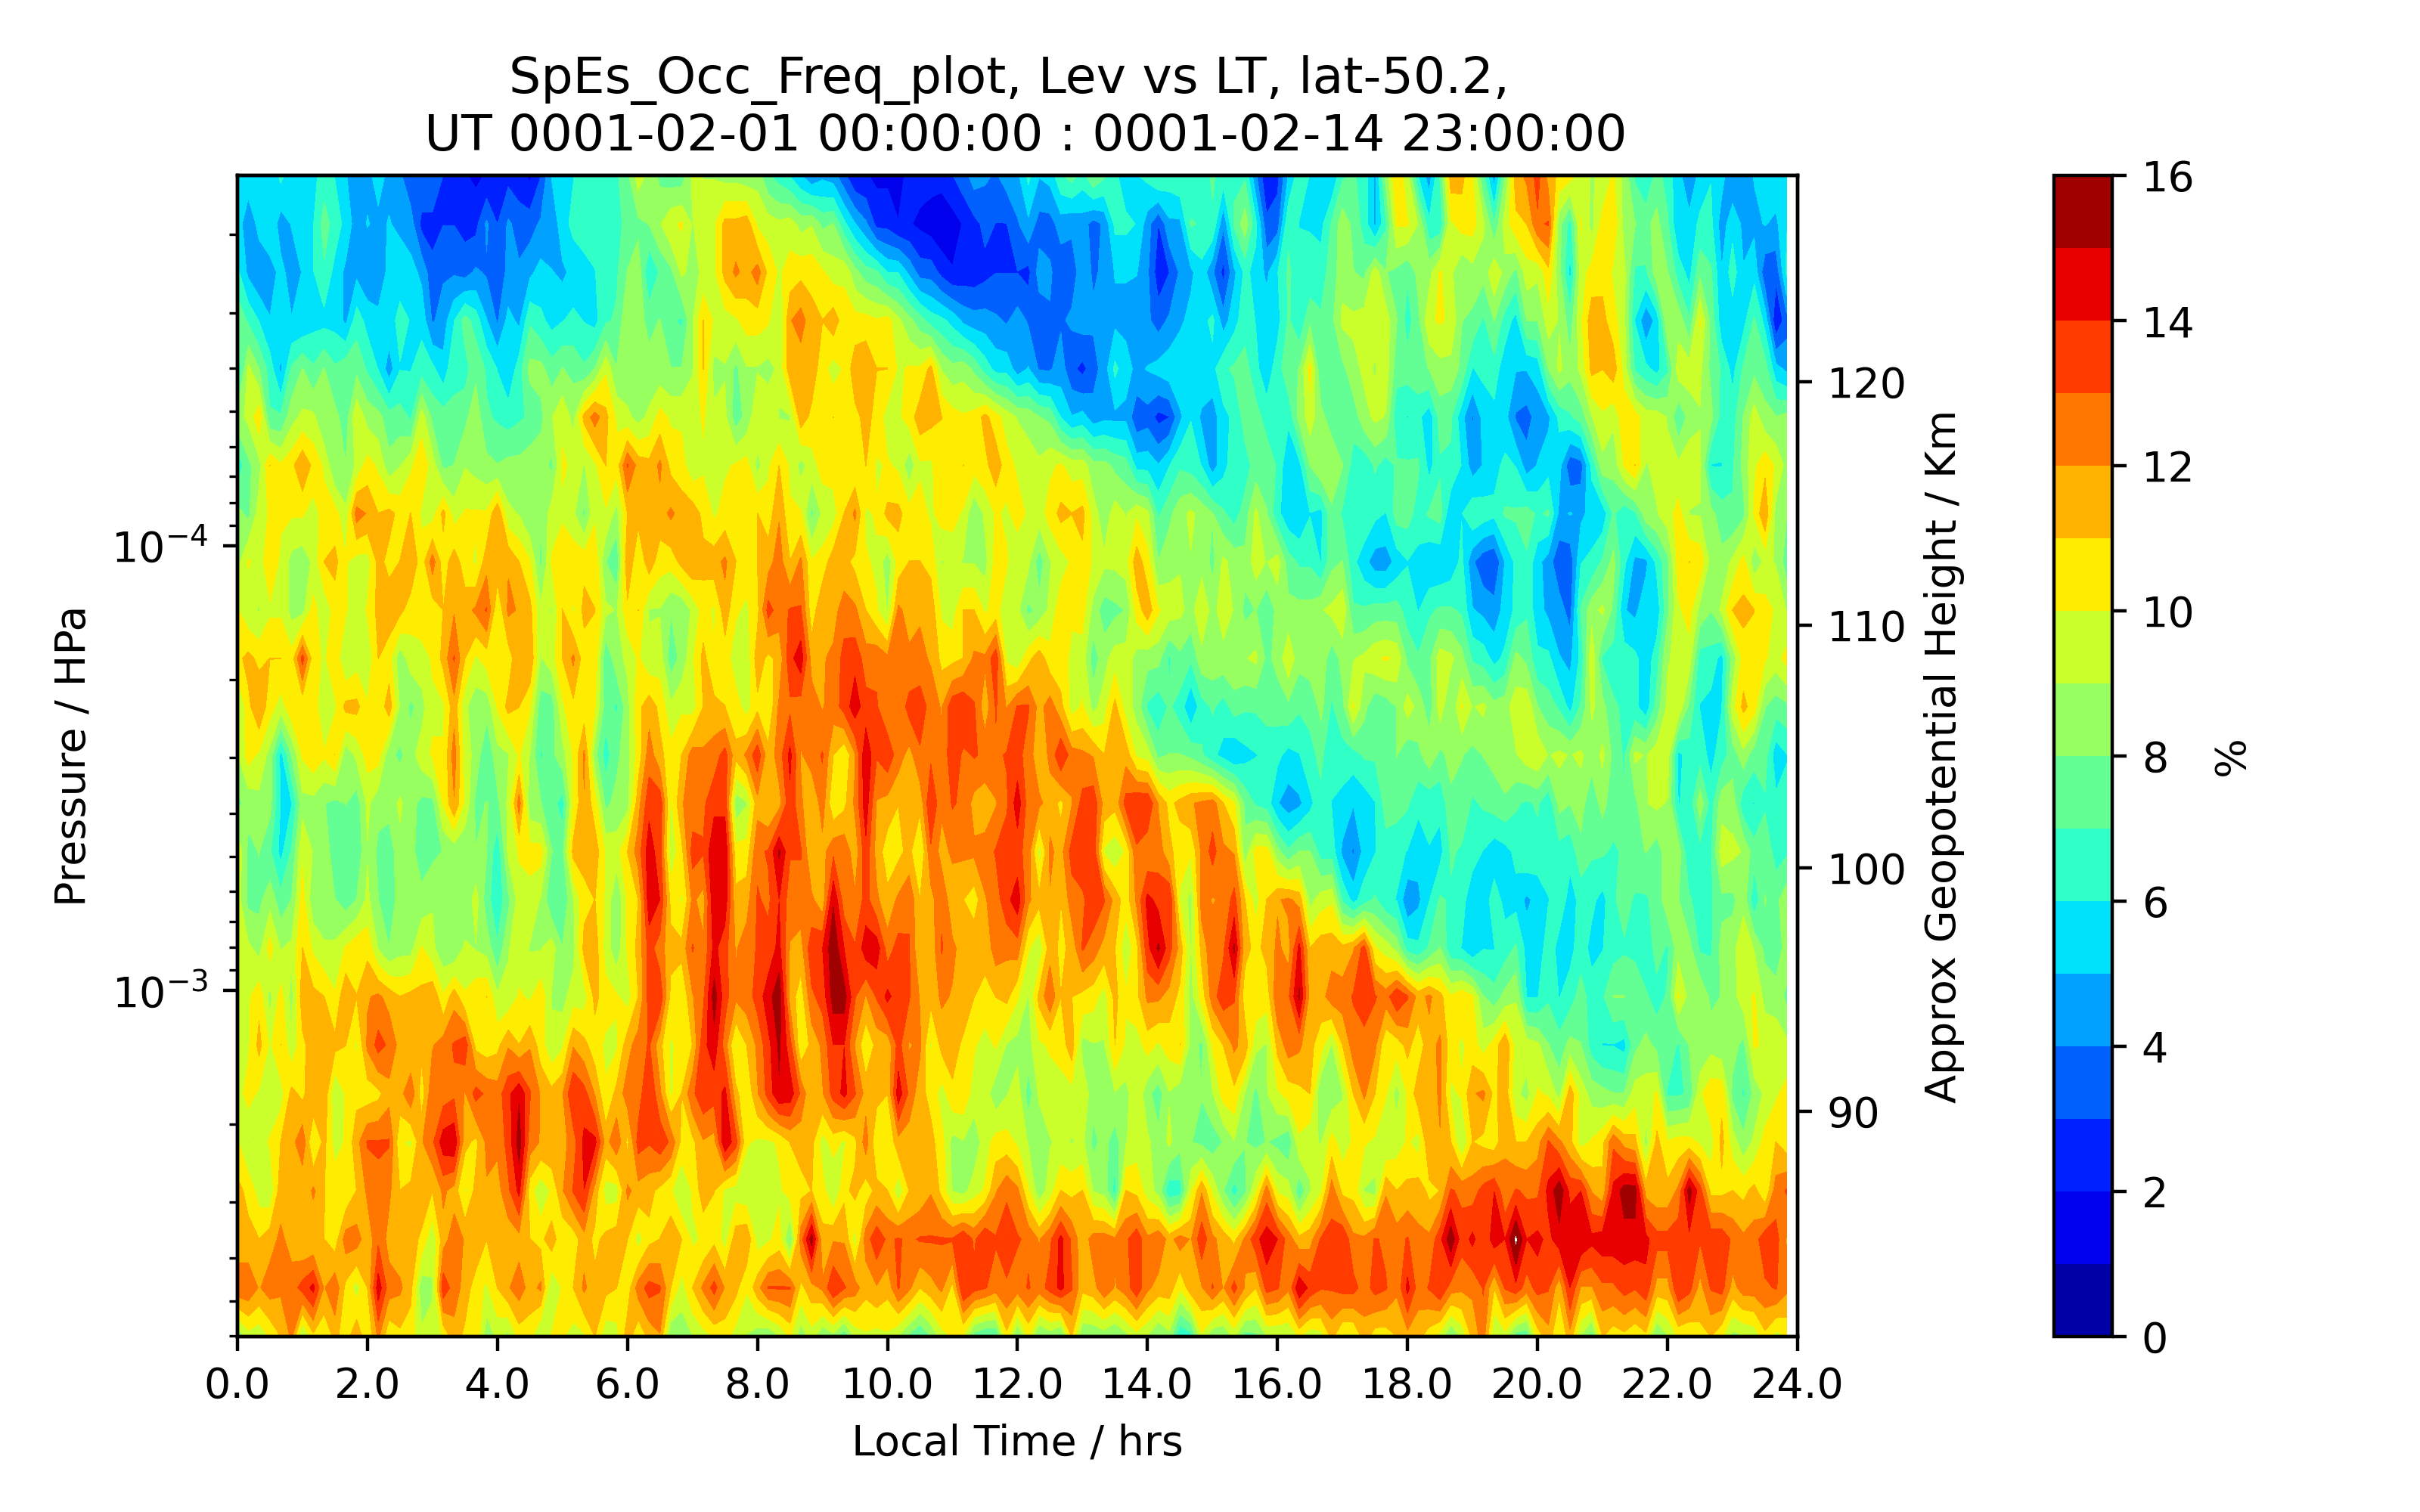 SpEs_Occ_Freq_plot, Lev vs LT, lat-50.2,
UT 0001-02-01 00:00:00 : 0001-02-14 23:00:00
Pressure / HPa
10⁻⁴
10⁻³
0.0 2.0 4.0 6.0 8.0 10.0 12.0 14.0 16.0 18.0 20.0 22.0 24.0
Local Time / hrs
120
110
100
90
Approx Geopotential Height / Km
16
14
12
10
8
6
4
2
0
%